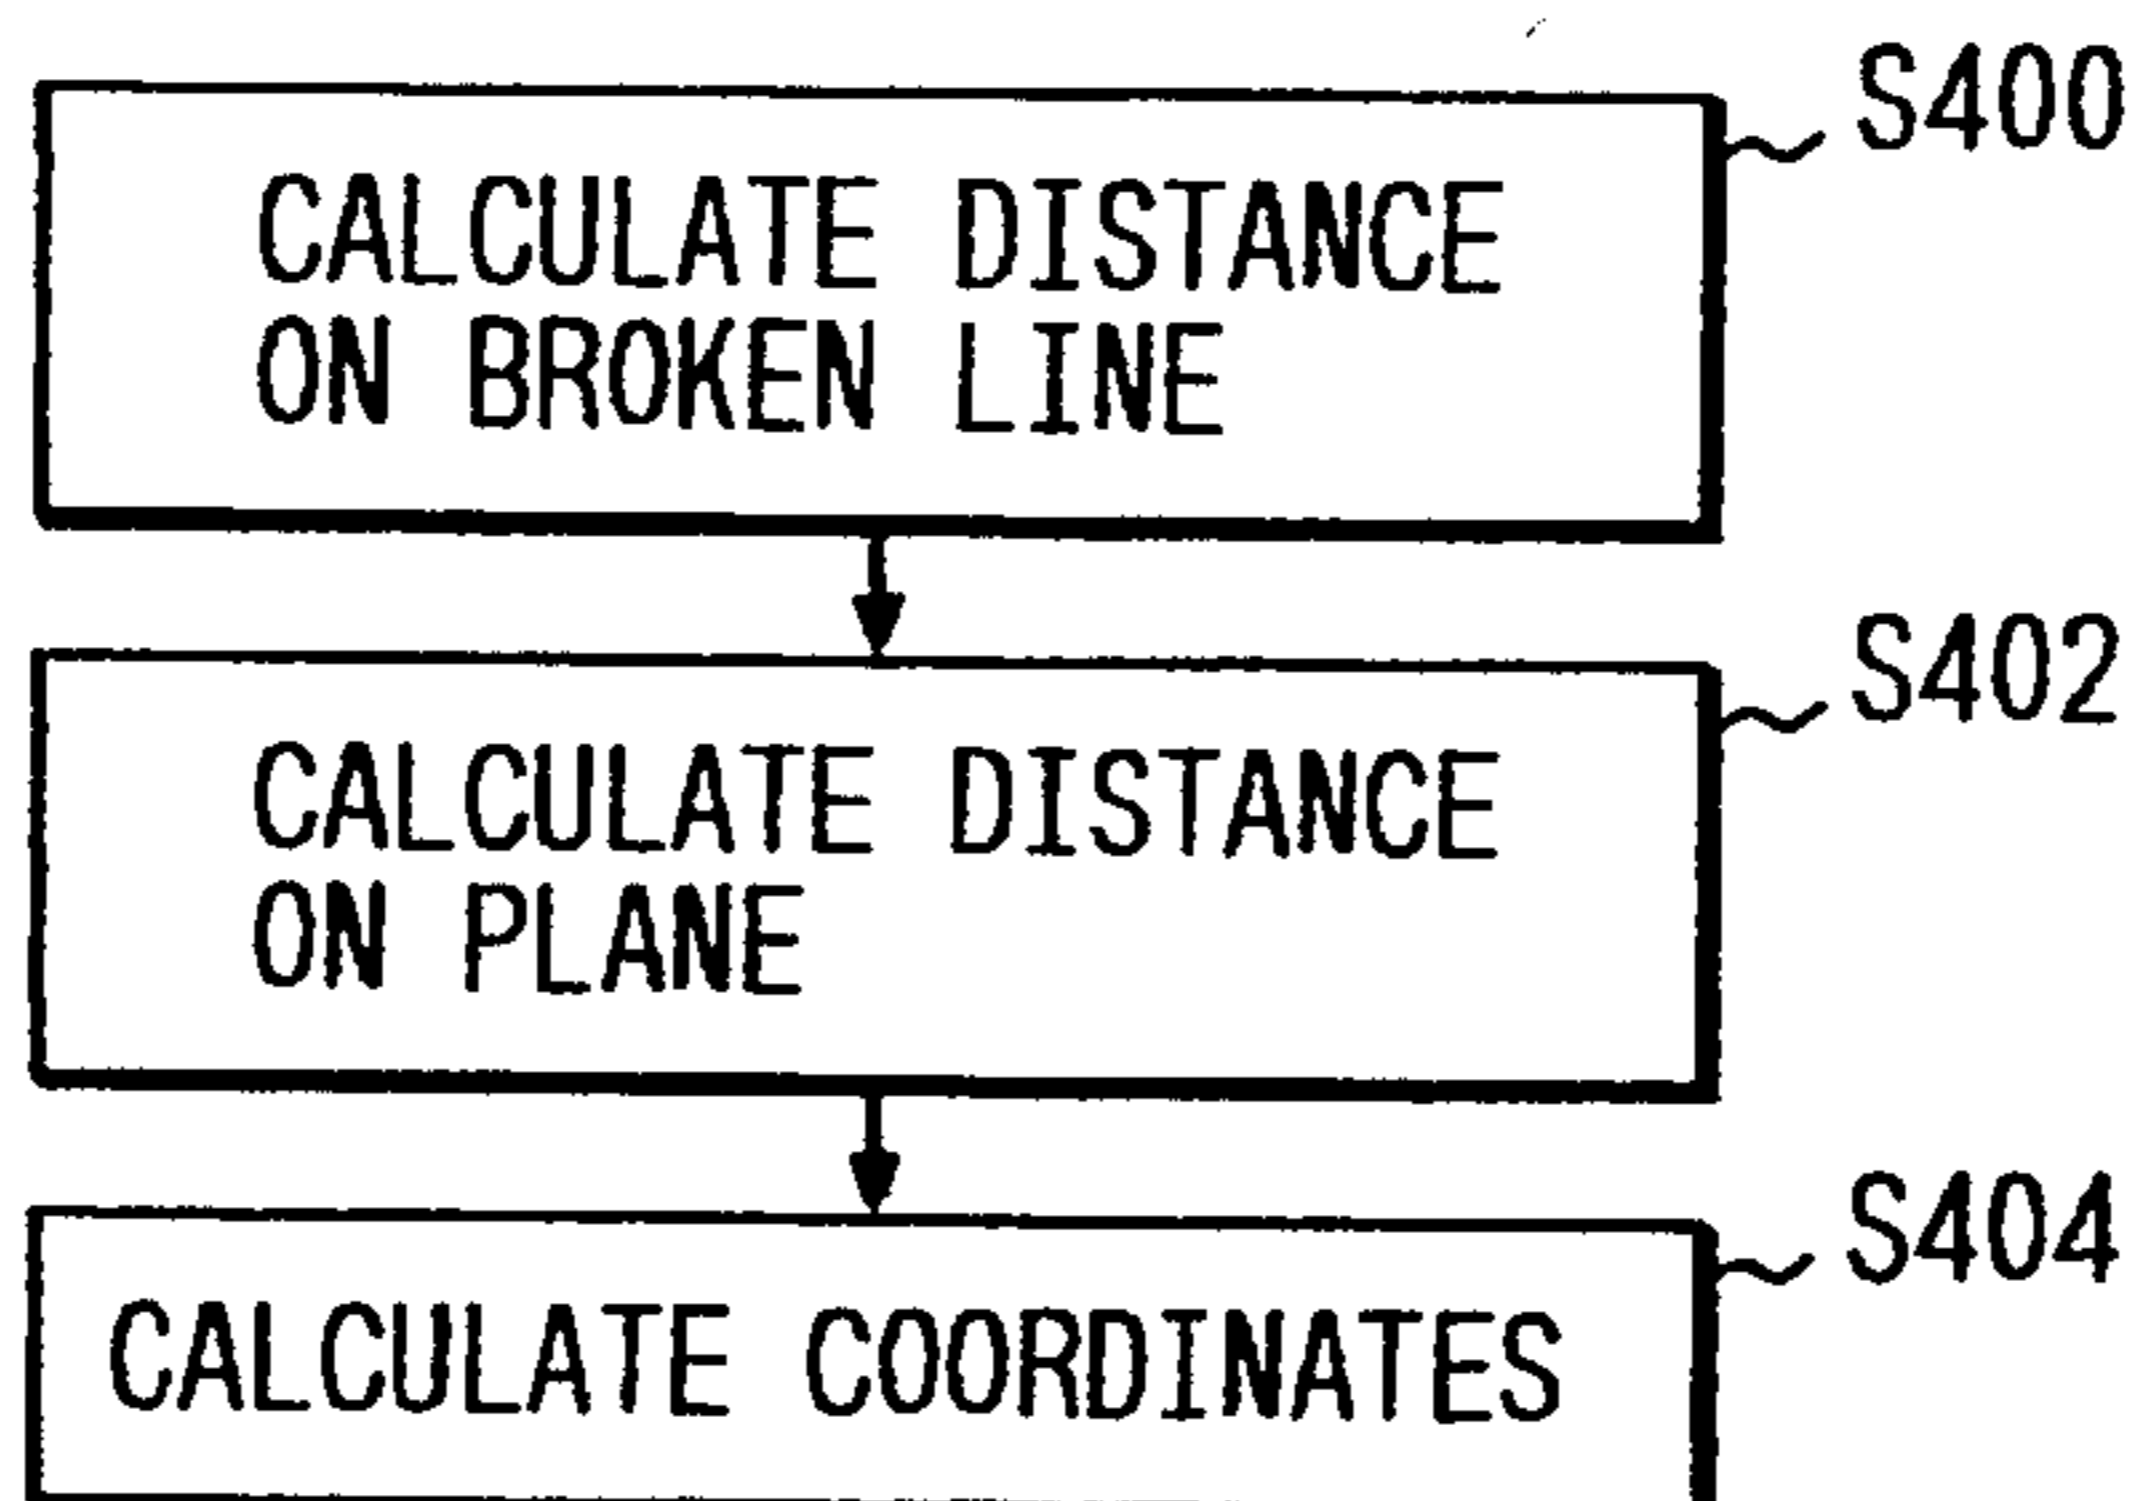 S400
CALCULATE DISTANCE
ON BROKEN LINE
S402
CALCULATE DISTANCE
ON PLANE
S404
CALCULATE COORDINATES